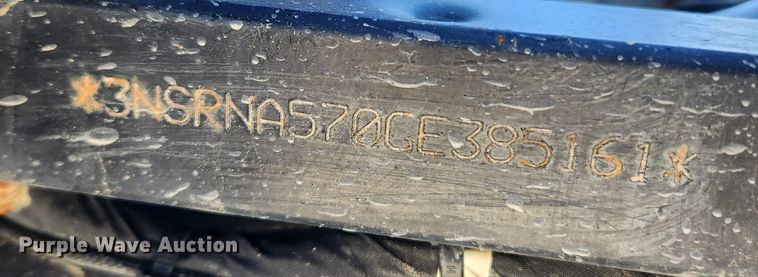 *3NSRNA570GE385161*
Purple Wave Auction